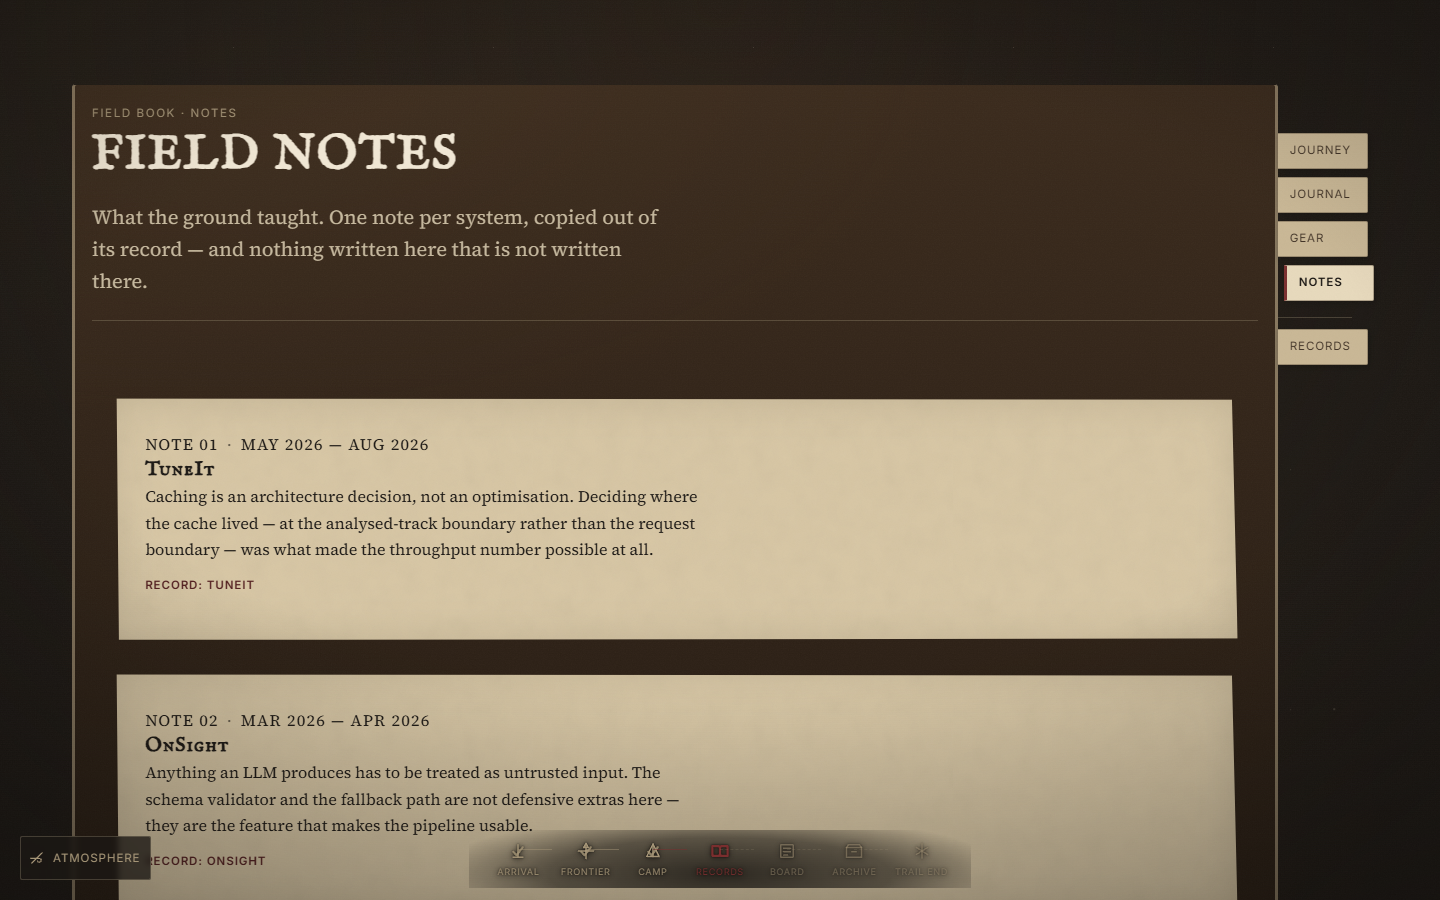 FIELD BOOK · NOTES
FIELD NOTES
What the ground taught. One note per system, copied out of
its record — and nothing written here that is not written
there.
JOURNEY
JOURNAL
GEAR
NOTES
RECORDS
NOTE 01 · MAY 2026 — AUG 2026
TuneIt
Caching is an architecture decision, not an optimisation. Deciding where
the cache lived — at the analysed-track boundary rather than the request
boundary — was what made the throughput number possible at all.
RECORD: TUNEIT
NOTE 02 · MAR 2026 — APR 2026
OnSight
Anything an LLM produces has to be treated as untrusted input. The
schema validator and the fallback path are not defensive extras here —
they are the feature that makes the pipeline usable.
RECORD: ONSIGHT
ATMOSPHERE
ARRIVAL
FRONTIER
CAMP
RECORDS
BOARD
ARCHIVE
TRAIL END